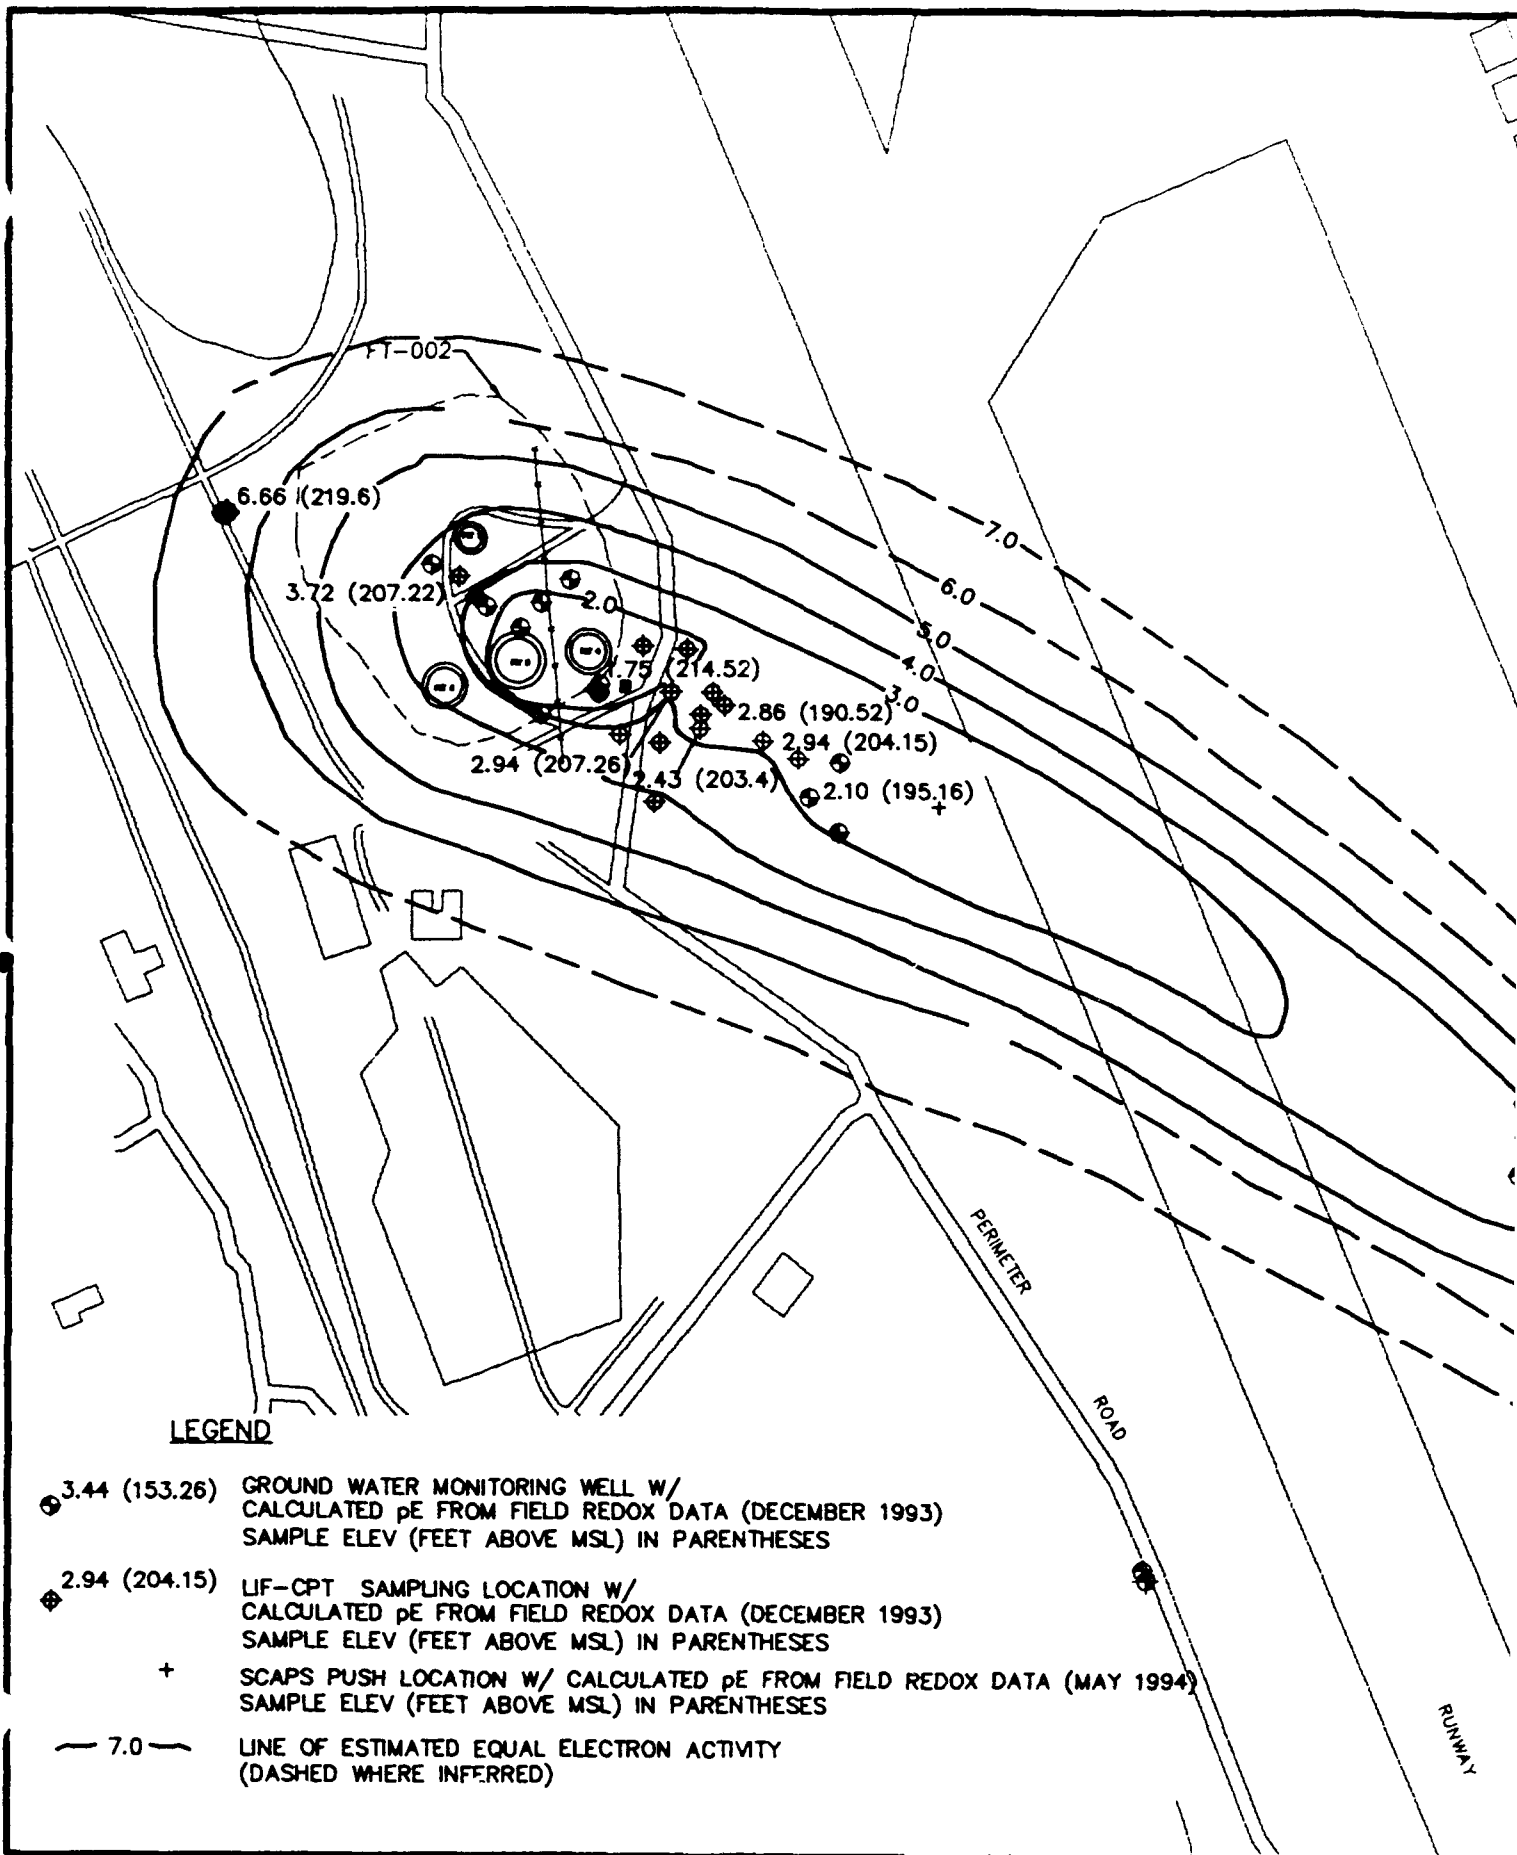 FT-002
6.66 (219.6)
7.0
6.0
3.72 (207.22)
2.0
5.0
4.0
1.75 (214.52)
3.0
2.86 (190.52)
2.94 (204.15)
2.94 (207.26)
2.43 (203.4)
2.10 (195.16)
PERIMETER
ROAD
RUNWAY
LEGEND
3.44 (153.26) GROUND WATER MONITORING WELL W/
CALCULATED pE FROM FIELD REDOX DATA (DECEMBER 1993)
SAMPLE ELEV (FEET ABOVE MSL) IN PARENTHESES
2.94 (204.15) LIF-CPT SAMPLING LOCATION W/
CALCULATED pE FROM FIELD REDOX DATA (DECEMBER 1993)
SAMPLE ELEV (FEET ABOVE MSL) IN PARENTHESES
SCAPS PUSH LOCATION W/ CALCULATED pE FROM FIELD REDOX DATA (MAY 1994)
SAMPLE ELEV (FEET ABOVE MSL) IN PARENTHESES
7.0 LINE OF ESTIMATED EQUAL ELECTRON ACTIVITY
(DASHED WHERE INFERRED)